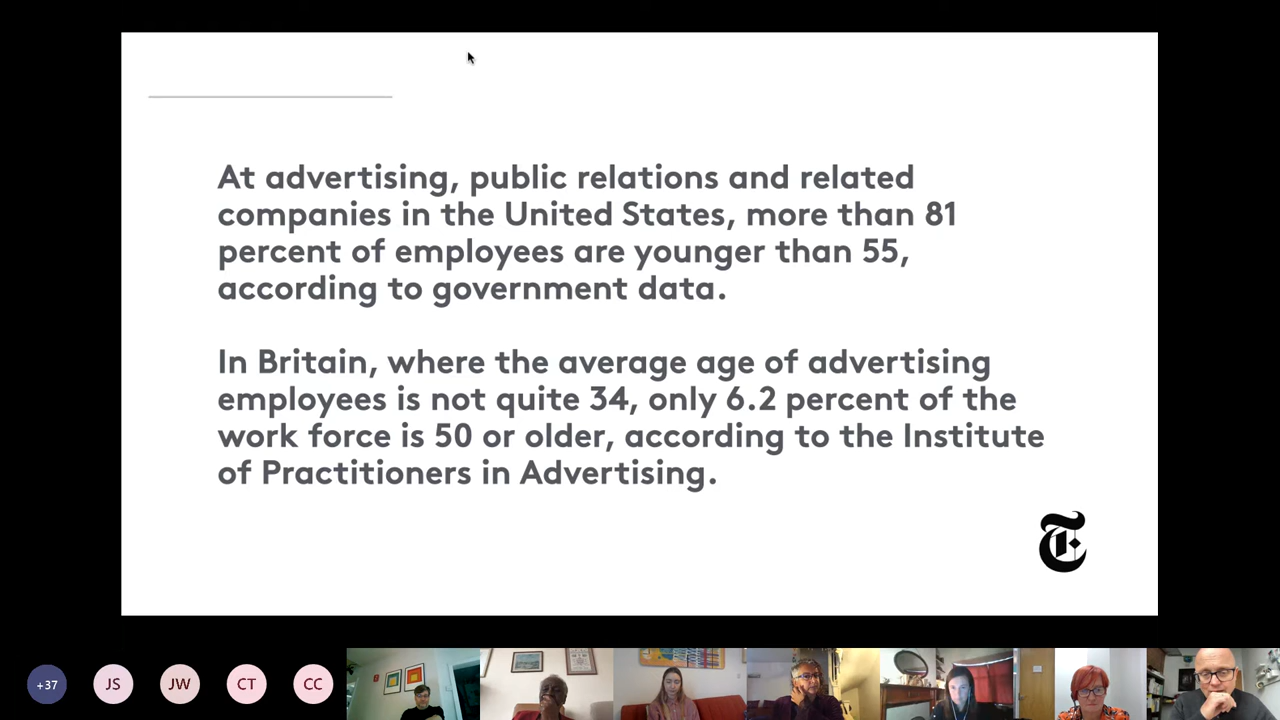 At advertising, public relations and related
companies in the United States, more than 81
percent of employees are younger than 55,
according to government data.
In Britain, where the average age of advertising
employees is not quite 34, only 6.2 percent of the
work force is 50 or older, according to the Institute
of Practitioners in Advertising.
T
+37
JS
JW
CT
CC